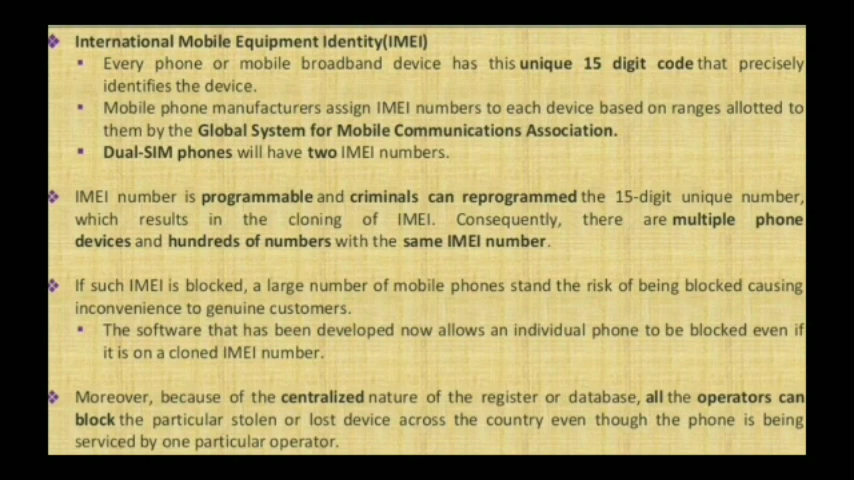 International Mobile Equipment Identity(IMEI)
Every phone or mobile broadband device has this unique 15 digit code that precisely
identifies the device.
Mobile phone manufacturers assign IMEI numbers to each device based on ranges allotted to
them by the Global System for Mobile Communications Association.
Dual-SIM phones will have two IMEI numbers.
IMEI number is programmable and criminals can reprogrammed the 15-digit unique number,
which results in the cloning of IMEI. Consequently, there are multiple phone
devices and hundreds of numbers with the same IMEI number.
If such IMEI is blocked, a large number of mobile phones stand the risk of being blocked causing
inconvenience to genuine customers.
The software that has been developed now allows an individual phone to be blocked even if
it is on a cloned IMEI number.
Moreover, because of the centralized nature of the register or database, all the operators can
block the particular stolen or lost device across the country even though the phone is being
serviced by one particular operator.